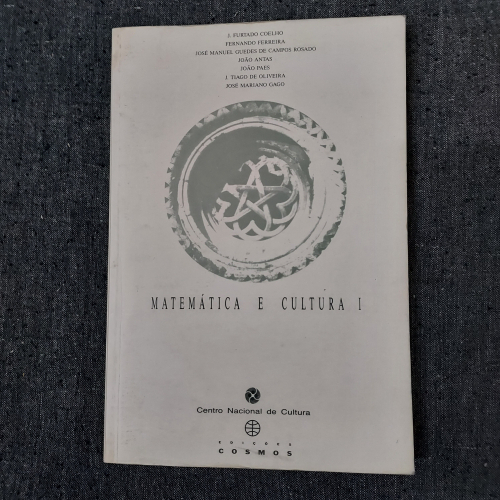 J. FURTADO COELHO
FERNANDO FERREIRA
JOSÉ MANUEL GUEDES DE CAMPOS ROSADO
JOÃO ANTAS
JOÃO PAES
J. TIAGO DE OLIVEIRA
JOSÉ MARIANO GAGO
MATEMÁTICA E CULTURA I
Centro Nacional de Cultura
EDIÇÕES
COSMOS